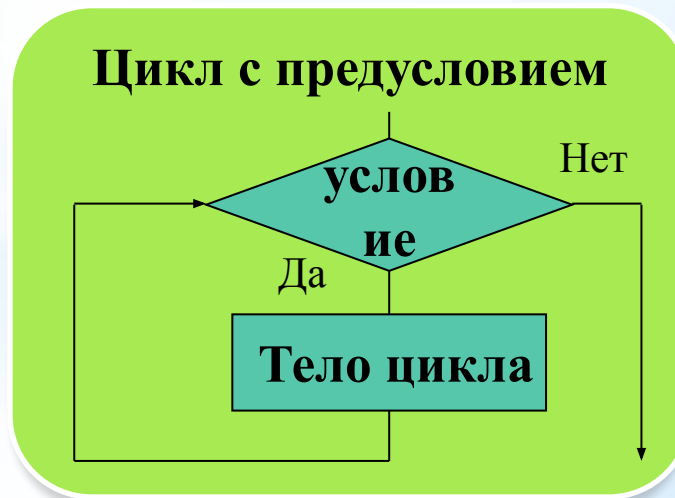 Цикл с предусловием
Нет
услов
ие
Да
Тело цикла